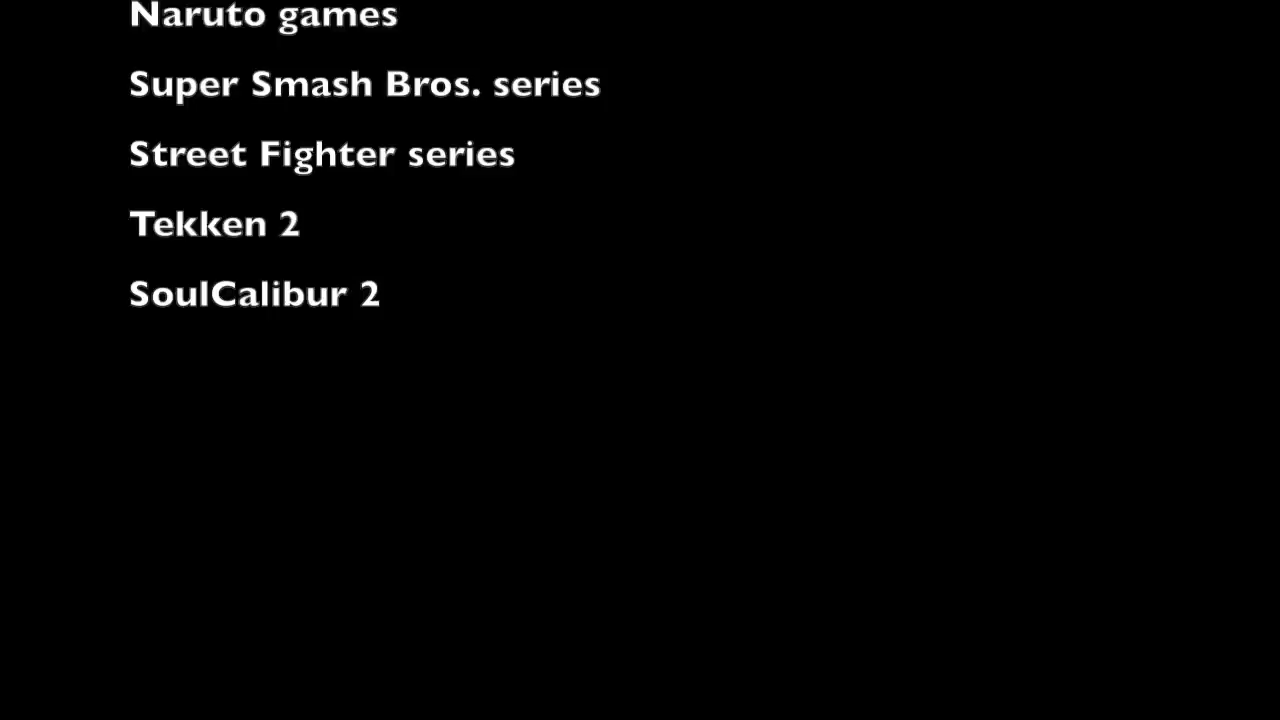 Naruto games
Super Smash Bros. series
Street Fighter series
Tekken 2
SoulCalibur 2